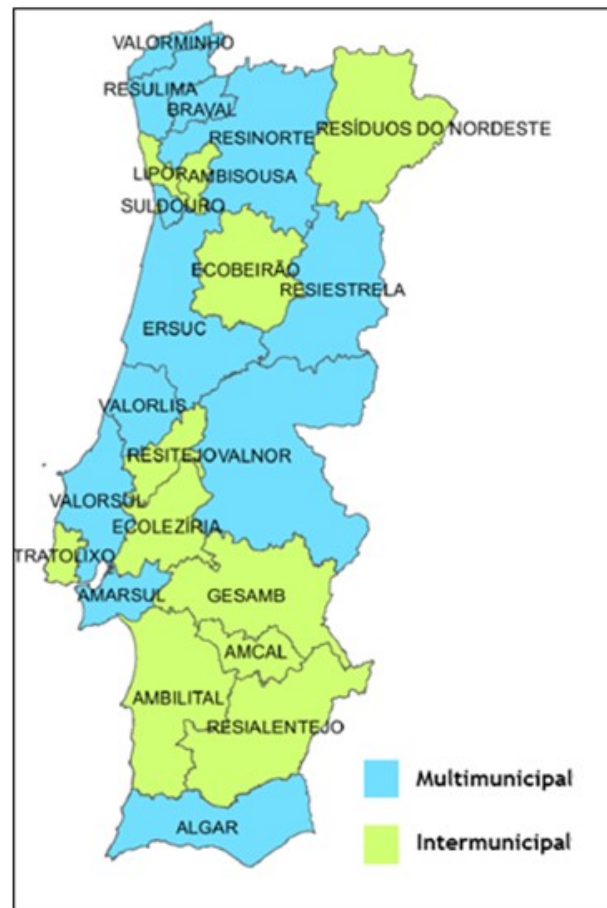 VALORMINHO
RESULIMA
BRAVAL
RESÍDUOS DO NORDESTE
RESINORTE
LIPOR
AMBISOUSA
SULDOURO
ECOBEIRÃO
RESIESTRELA
ERSUC
VALORLIS
RESITEJO
VALNOR
VALORSUL
ECOLEZÍRIA
TRATOLIXO
AMARSUL
GESAMB
AMCAL
AMBILITAL
RESIALENTEJO
Multimunicipal
ALGAR
Intermunicipal